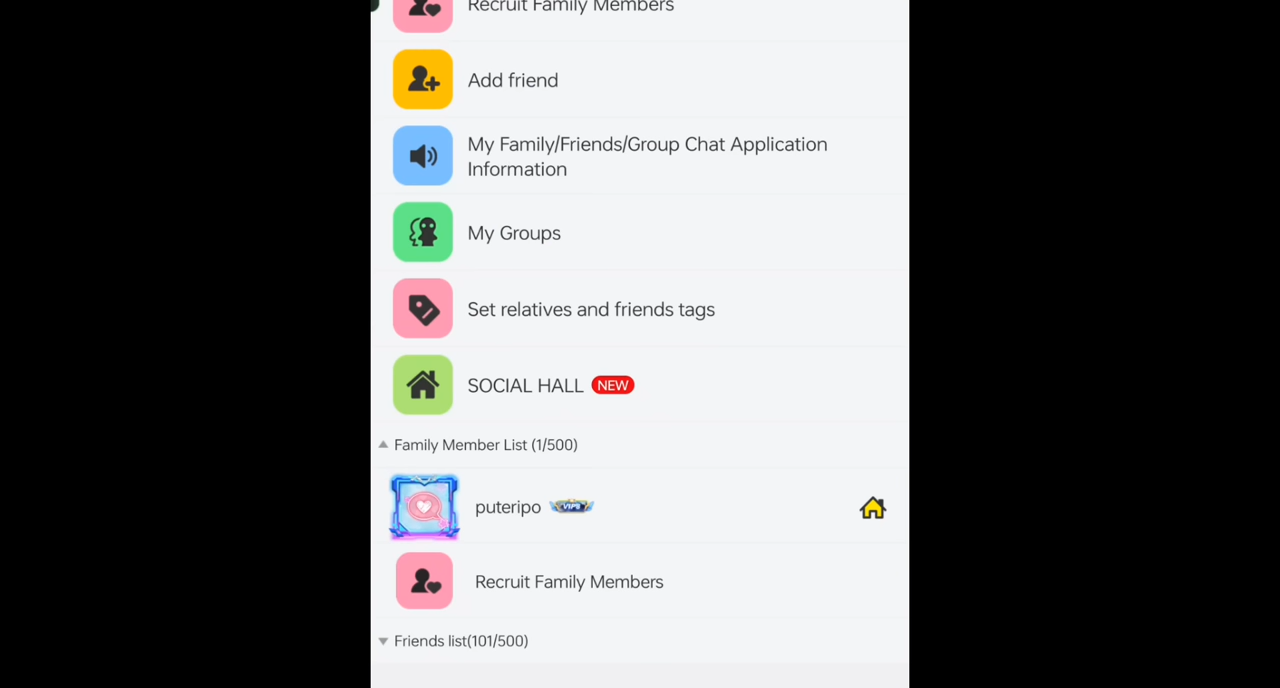 Recruit Family Members
Add friend
My Family/Friends/Group Chat Application
Information
My Groups
Set relatives and friends tags
SOCIAL HALL NEW
Family Member List (1/500)
puteripo
Recruit Family Members
Friends list(101/500)